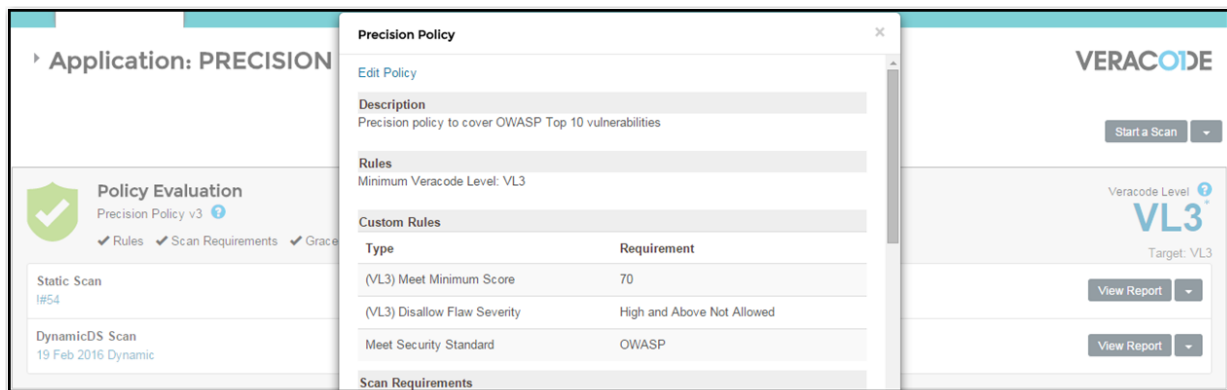 Application: PRECISION
VERACODE
Start a Scan
Policy Evaluation
Precision Policy v3 ?
Rules Scan Requirements Grace
Veracode Level ?
VL3*
Target: VL3
Static Scan
!#54
View Report
DynamicDS Scan
19 Feb 2016 Dynamic
View Report
Precision Policy
×
Edit Policy
Description
Precision policy to cover OWASP Top 10 vulnerabilities
Rules
Minimum Veracode Level: VL3
Custom Rules
Type Requirement
(VL3) Meet Minimum Score 70
(VL3) Disallow Flaw Severity High and Above Not Allowed
Meet Security Standard OWASP
Scan Requirements